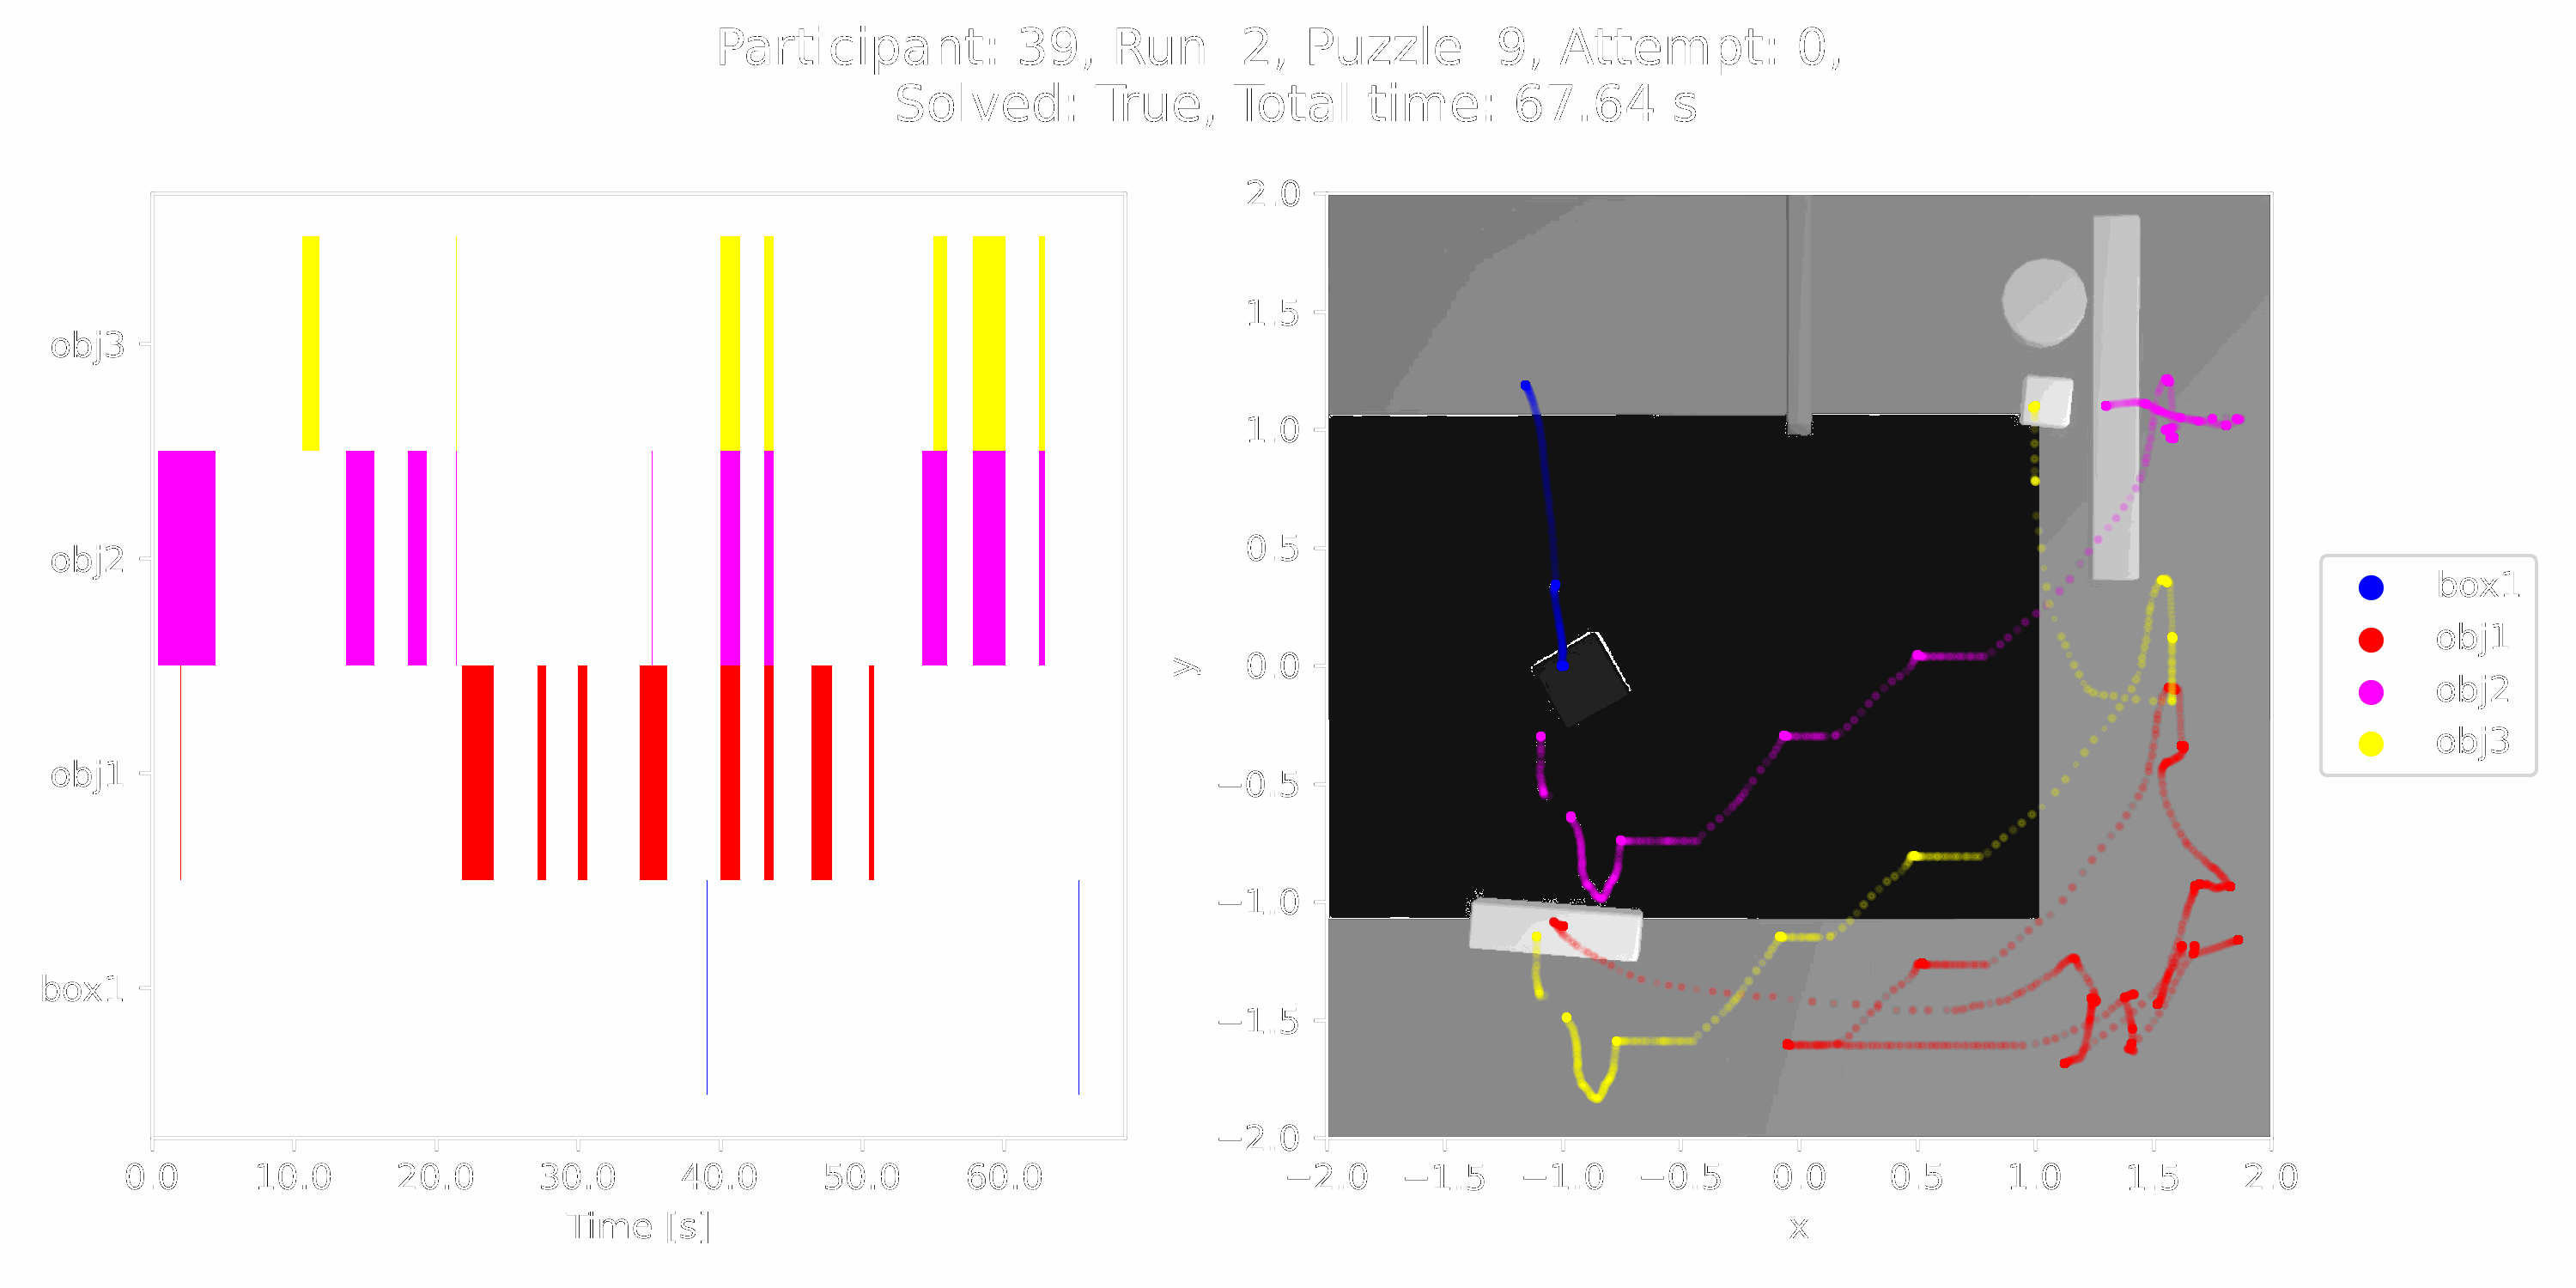 Participant: 39, Run 2, Puzzle 9, Attempt: 0,
Solved: True, Total time: 67.64 s
obj3
obj2
obj1
box1
0.0 10.0 20.0 30.0 40.0 50.0 60.0
Time [s]
2.0
1.5
1.0
0.5
0.0
−0.5
−1.0
−1.5
−2.0
y
−2.0 −1.5 −1.0 −0.5 0.0 0.5 1.0 1.5 2.0
x
box1
obj1
obj2
obj3